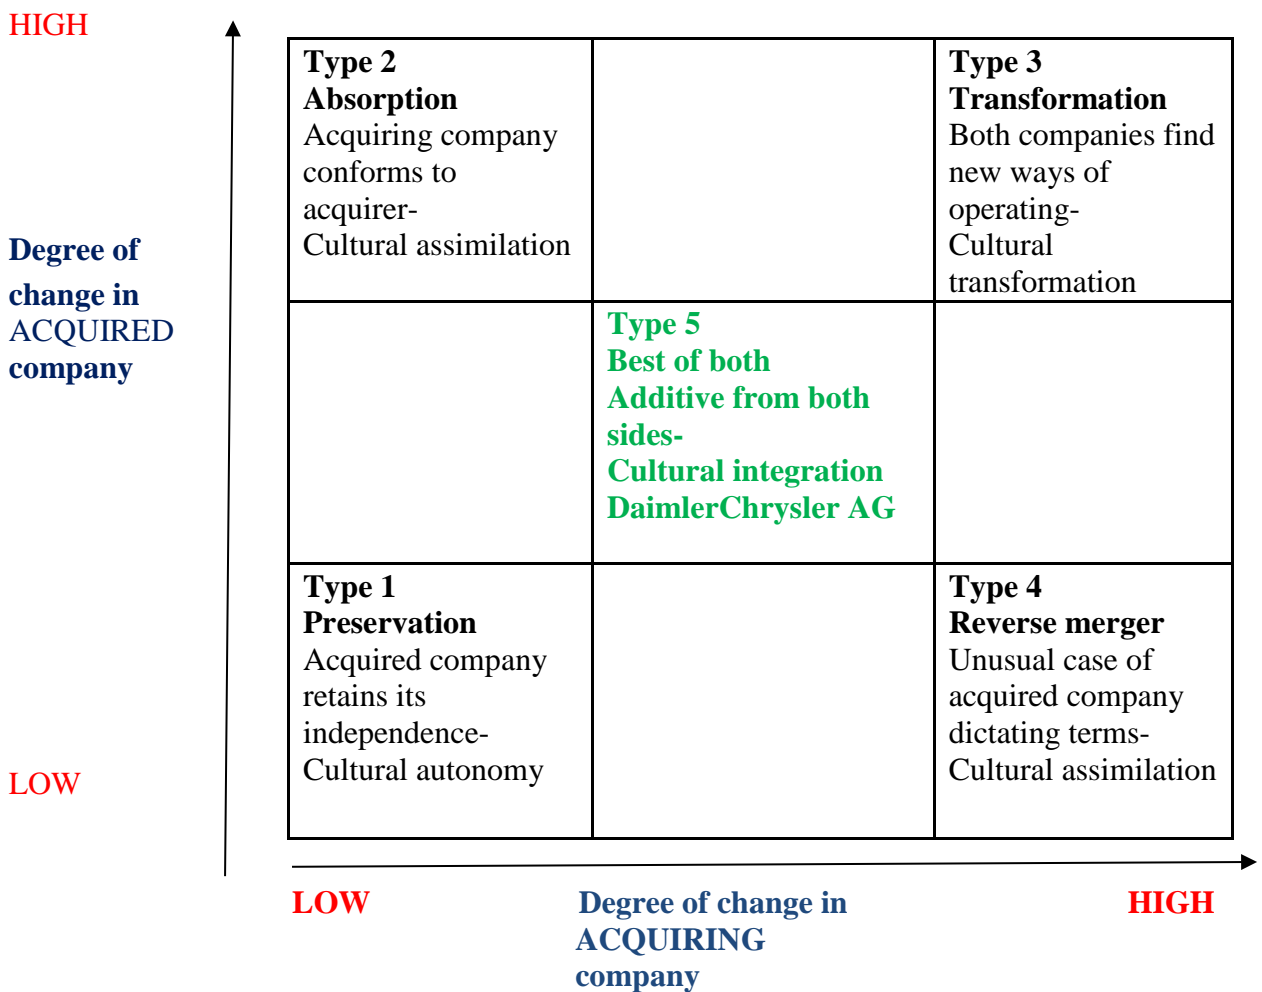 HIGH
Type 2
Absorption
Acquiring company
conforms to
acquirer-
Cultural assimilation
Type 3
Transformation
Both companies find
new ways of
operating-
Cultural
transformation
Degree of
change in
ACQUIRED
company
Type 5
Best of both
Additive from both
sides-
Cultural integration
DaimlerChrysler AG
Type 1
Preservation
Acquired company
retains its
independence-
Cultural autonomy
Type 4
Reverse merger
Unusual case of
acquired company
dictating terms-
Cultural assimilation
LOW
LOW
Degree of change in
ACQUIRING
company
HIGH